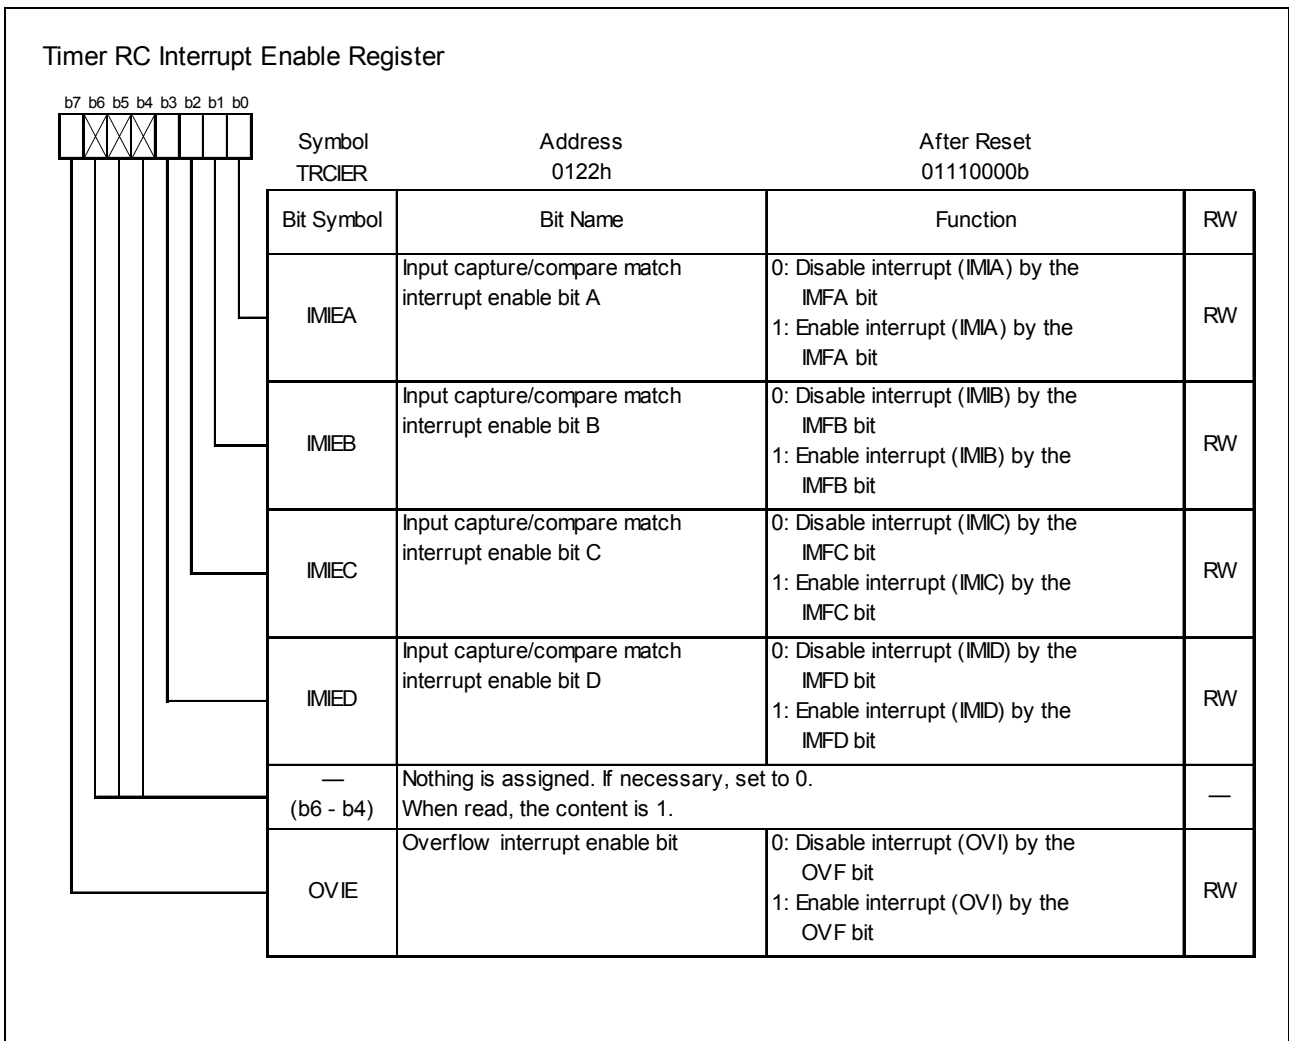 Timer RC Interrupt Enable Register
b7 b6 b5 b4 b3 b2 b1 b0
Symbol Address After Reset
TRCIER 0122h 01110000b
Bit Symbol Bit Name Function RW
IMIEA
Input capture/compare match
interrupt enable bit A
0: Disable interrupt (IMIA) by the
IMFA bit
1: Enable interrupt (IMIA) by the
IMFA bit
RW
IMIEB
Input capture/compare match
interrupt enable bit B
0: Disable interrupt (IMIB) by the
IMFB bit
1: Enable interrupt (IMIB) by the
IMFB bit
RW
IMIEC
Input capture/compare match
interrupt enable bit C
0: Disable interrupt (IMIC) by the
IMFC bit
1: Enable interrupt (IMIC) by the
IMFC bit
RW
IMIED
Input capture/compare match
interrupt enable bit D
0: Disable interrupt (IMID) by the
IMFD bit
1: Enable interrupt (IMID) by the
IMFD bit
RW
—
(b6 - b4)
Nothing is assigned. If necessary, set to 0.
When read, the content is 1.
—
OVIE
Overflow interrupt enable bit
0: Disable interrupt (OVI) by the
OVF bit
1: Enable interrupt (OVI) by the
OVF bit
RW